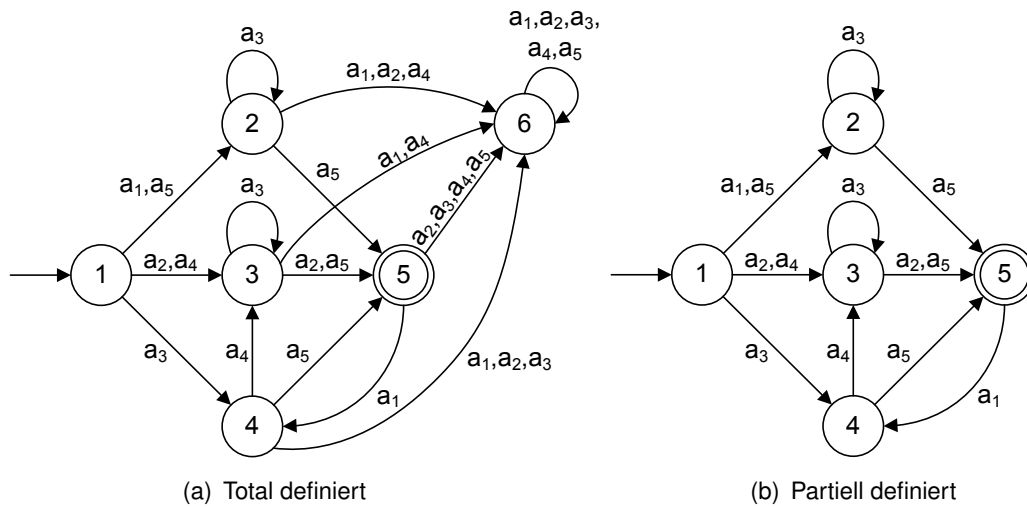 a1,a2,a3,
a4,a5
a3
a1,a2,a4
2
6
a1,a4
a5
a2,a3,a4,a5
a1,a5
a3
1
a2,a4
3
a2,a5
5
a3
a4
a5
a1
a1,a2,a3
4
(a) Total definiert
a3
2
a1,a5
a5
a3
1
a2,a4
3
a2,a5
5
a3
a4
a5
a1
4
(b) Partiell definiert